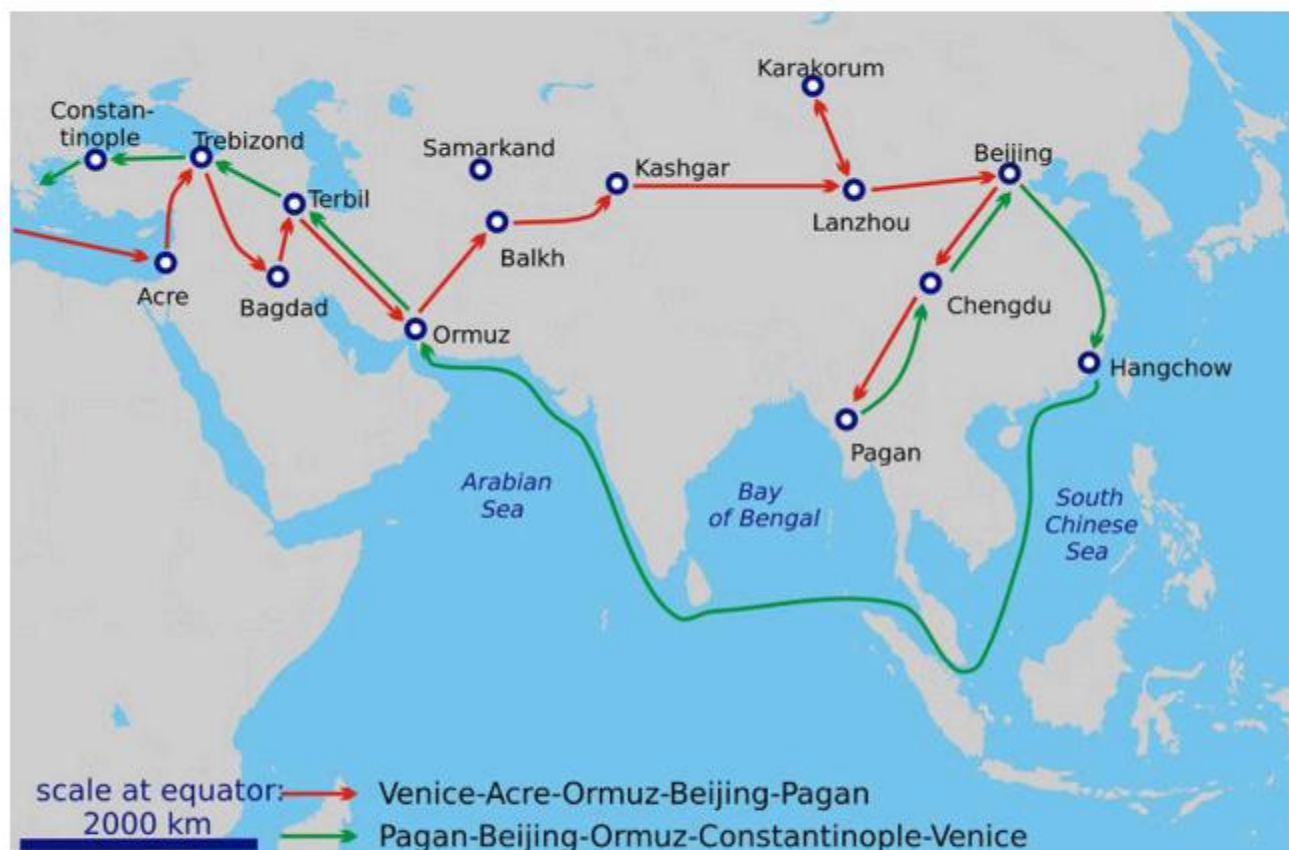 Karakorum
Constan-
tinople
Trebizond
Samarkand
Kashgar
Beijing
Terbil
Lanzhou
Balkh
Acre
Bagdad
Chengdu
Ormuz
Hangchow
Pagan
Arabian
Sea
Bay
of Bengal
South
Chinese
Sea
scale at equator:
2000 km
Venice-Acre-Ormuz-Beijing-Pagan
Pagan-Beijing-Ormuz-Constantinople-Venice